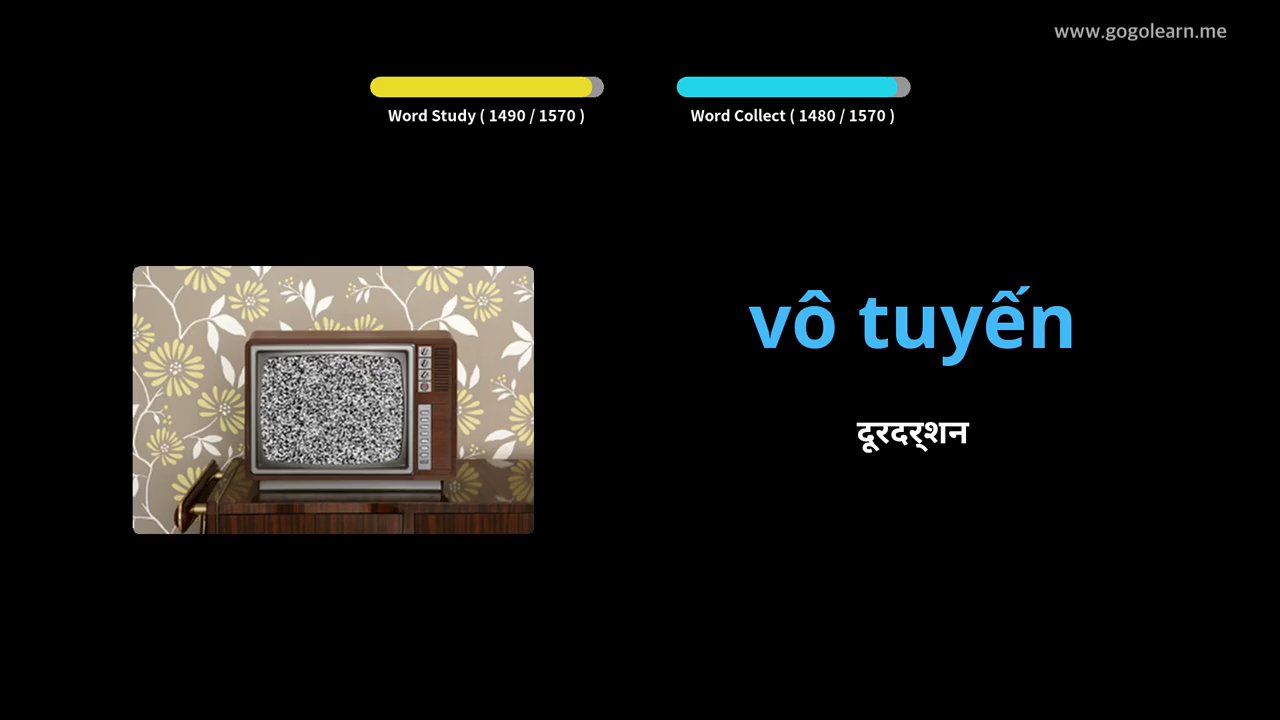 www.gogolearn.me
Word Study ( 1490 / 1570 )
Word Collect ( 1480 / 1570 )
vô tuyến
दूरदर्शन